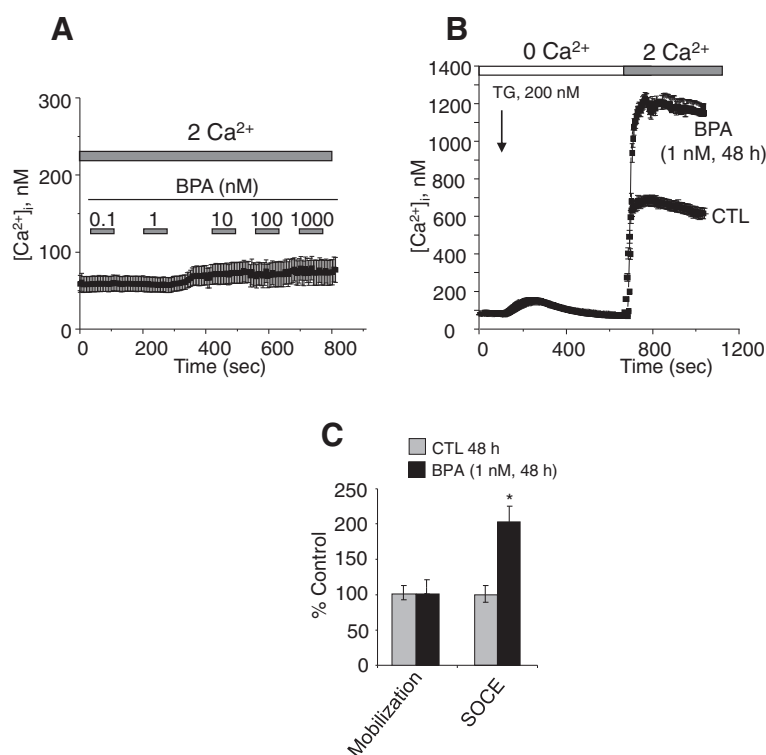 A
2 Ca²⁺
BPA (nM)
0.1 1 10 100 1000
[Ca²⁺]ᵢ, nM
300
200
100
0
0 200 400 600 800
Time (sec)
B
0 Ca²⁺ 2 Ca²⁺
TG, 200 nM
BPA
(1 nM, 48 h)
CTL
[Ca²⁺]ᵢ, nM
1400
1200
1000
800
600
400
200
0
0 400 800 1200
Time (sec)
C
CTL 48 h
BPA (1 nM, 48 h)
% Control
250
200
150
100
50
0
*
Mobilization
SOCE